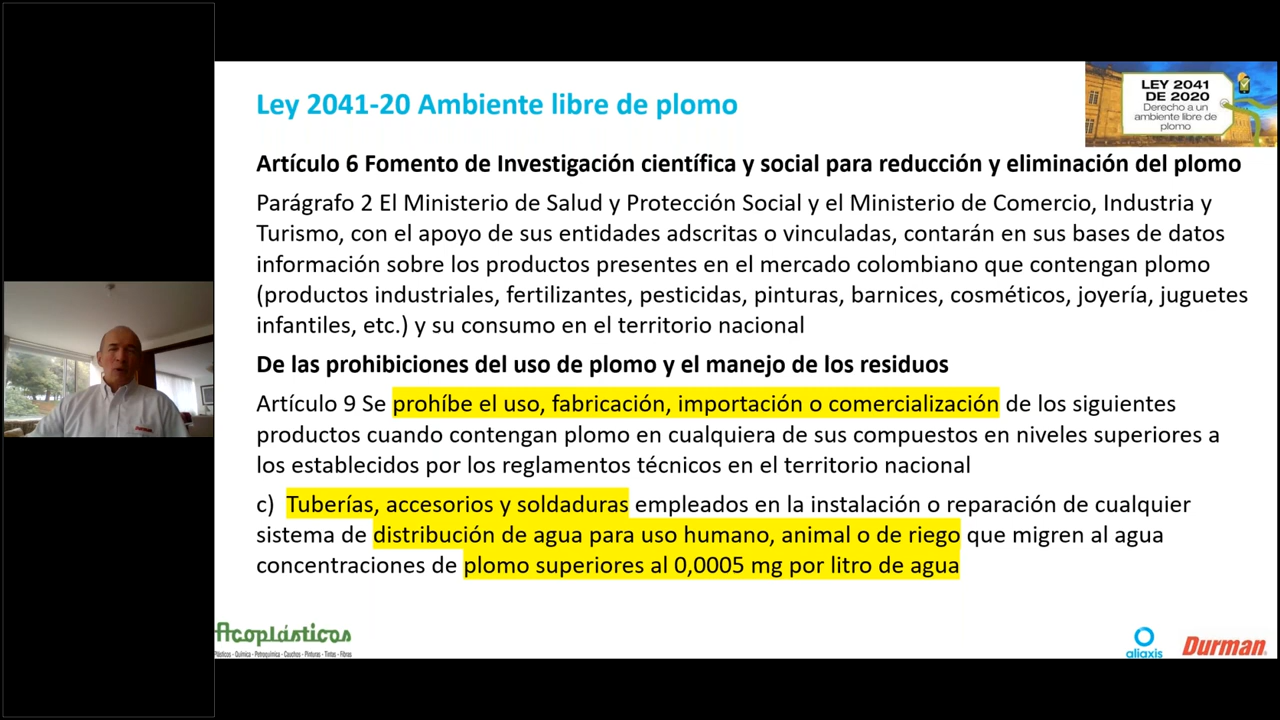 Ley 2041-20 Ambiente libre de plomo
LEY 2041
DE 2020
Derecho a un
ambiente libre de
plomo
Artículo 6 Fomento de Investigación científica y social para reducción y eliminación del plomo
Parágrafo 2 El Ministerio de Salud y Protección Social y el Ministerio de Comercio, Industria y
Turismo, con el apoyo de sus entidades adscritas o vinculadas, contarán en sus bases de datos
información sobre los productos presentes en el mercado colombiano que contengan plomo
(productos industriales, fertilizantes, pesticidas, pinturas, barnices, cosméticos, joyería, juguetes
infantiles, etc.) y su consumo en el territorio nacional
De las prohibiciones del uso de plomo y el manejo de los residuos
Artículo 9 Se prohíbe el uso, fabricación, importación o comercialización de los siguientes
productos cuando contengan plomo en cualquiera de sus compuestos en niveles superiores a
los establecidos por los reglamentos técnicos en el territorio nacional
c) Tuberías, accesorios y soldaduras empleados en la instalación o reparación de cualquier
sistema de distribución de agua para uso humano, animal o de riego que migren al agua
concentraciones de plomo superiores al 0,0005 mg por litro de agua
Acoplásticos
Plásticos - Química - Petroquímica - Cauchos - Pinturas - Tintas - Fibras
aliaxis
Durman
Durman